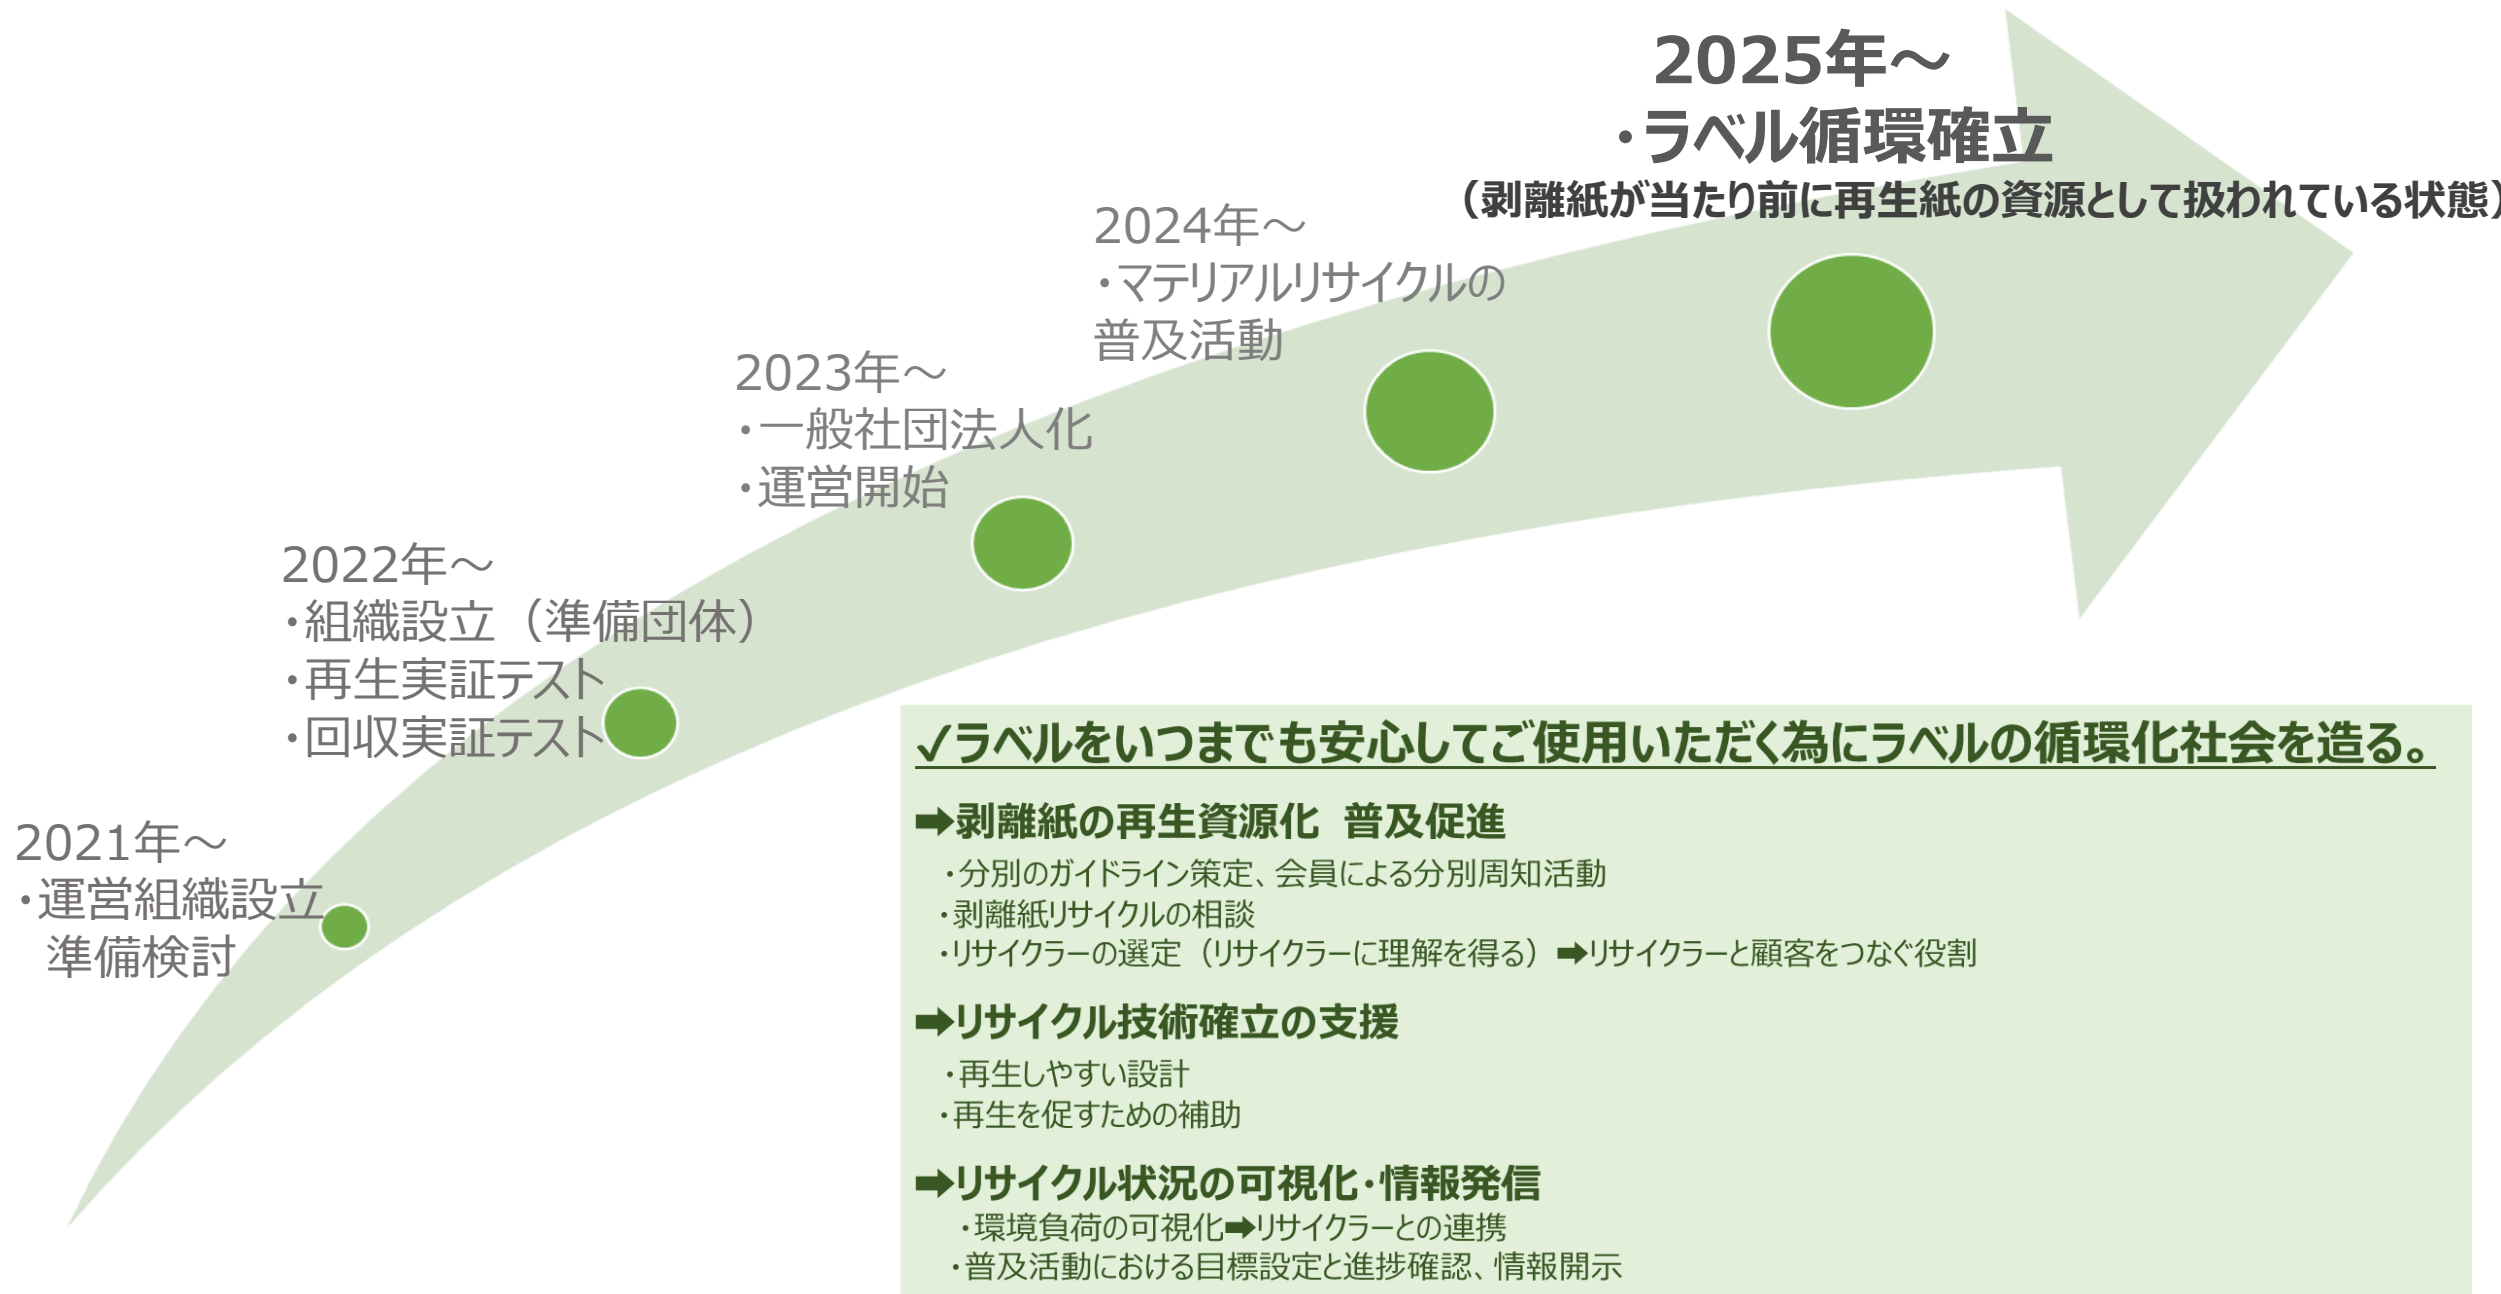 2025年～
・ラベル循環確立
（剥離紙が当たり前に再生紙の資源として扱われている状態）
2024年～
・マテリアルリサイクルの
普及活動
2023年～
・一般社団法人化
・運営開始
2022年～
・組織設立（準備団体）
・再生実証テスト
・回収実証テスト
2021年～
・運営組織設立
準備検討
✓ラベルをいつまでも安心してご使用いただく為にラベルの循環化社会を造る。
➡剥離紙の再生資源化　普及促進
・分別のガイドライン策定、会員による分別周知活動
・剥離紙リサイクルの相談
・リサイクラーの選定（リサイクラーに理解を得る）➡リサイクラーと顧客をつなぐ役割
➡リサイクル技術確立の支援
・再生しやすい設計
・再生を促すための補助
➡リサイクル状況の可視化・情報発信
・環境負荷の可視化➡リサイクラーとの連携
・普及活動における目標設定と進捗確認、情報開示